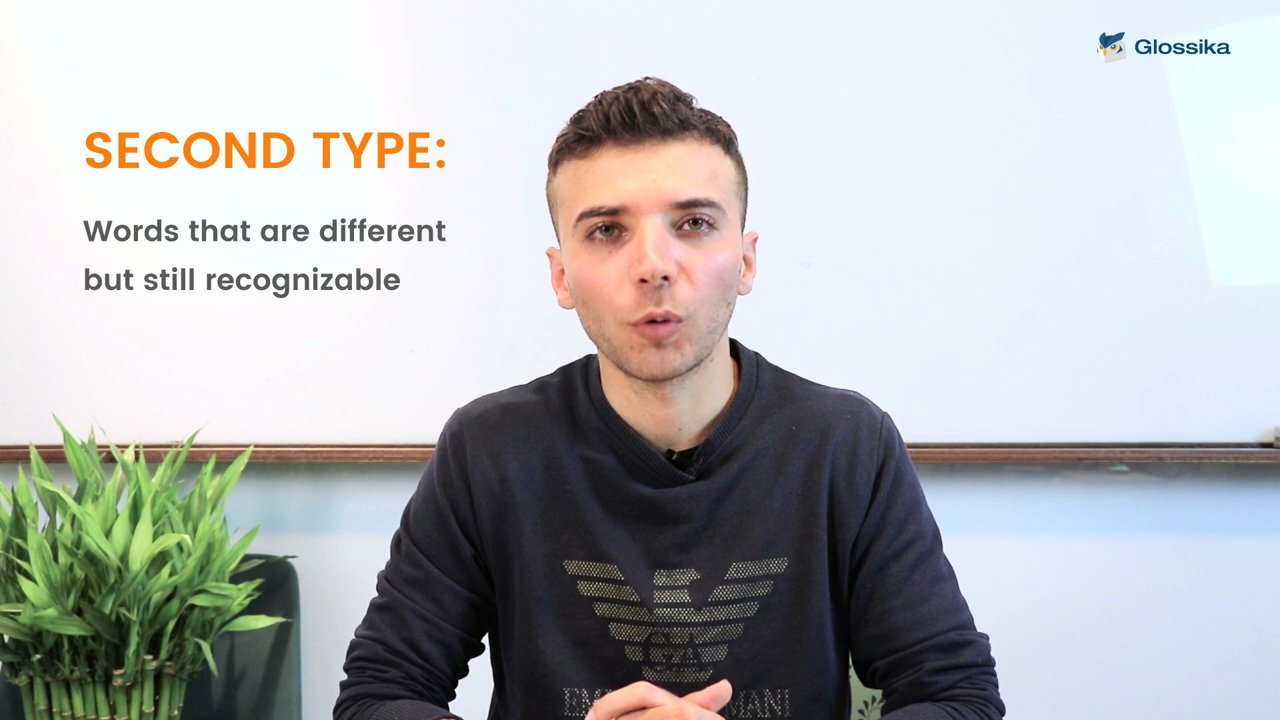 Glossika
SECOND TYPE:
Words that are different
but still recognizable